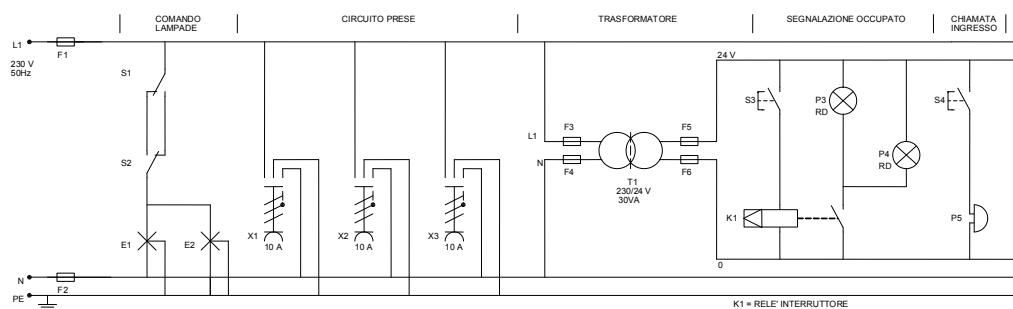 COMANDO
LAMPADE
CIRCUITO PRESE
TRASFORMATORE
SEGNALAZIONE OCCUPATO
CHIAMATA
INGRESSO
L1
230 V
50Hz
F1
S1
S2
E1
E2
X1
10 A
X2
10 A
X3
10 A
L1
N
F3
F4
T1
230/24 V
30VA
F5
F6
24 V
S3
P3
RD
P4
RD
S4
K1
P5
0
N
F2
PE
K1 = RELE' INTERRUTTORE